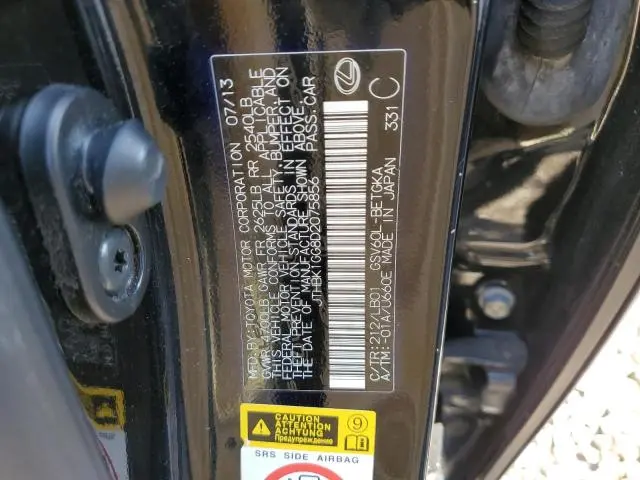 MFD. BY: TOYOTA MOTOR CORPORATION 07/13
GVWR 4700LB GAWR FR 2625LB RR 2540LB
THIS VEHICLE CONFORMS TO ALL APPLICABLE
FEDERAL MOTOR VEHICLE SAFETY, BUMPER, AND
THEFT PREVENTION STANDARDS IN EFFECT ON
THE DATE OF MANUFACTURE SHOWN ABOVE.
JTHBK1GG8D2075856 PASS. CAR
C/TR:212/LB01 GSV60L-BETGKA 331 C
A/TM:-01A/U660E MADE IN JAPAN
CAUTION
ATTENTION
ACHTUNG
Предупреждение
9
SRS SIDE AIRBAG